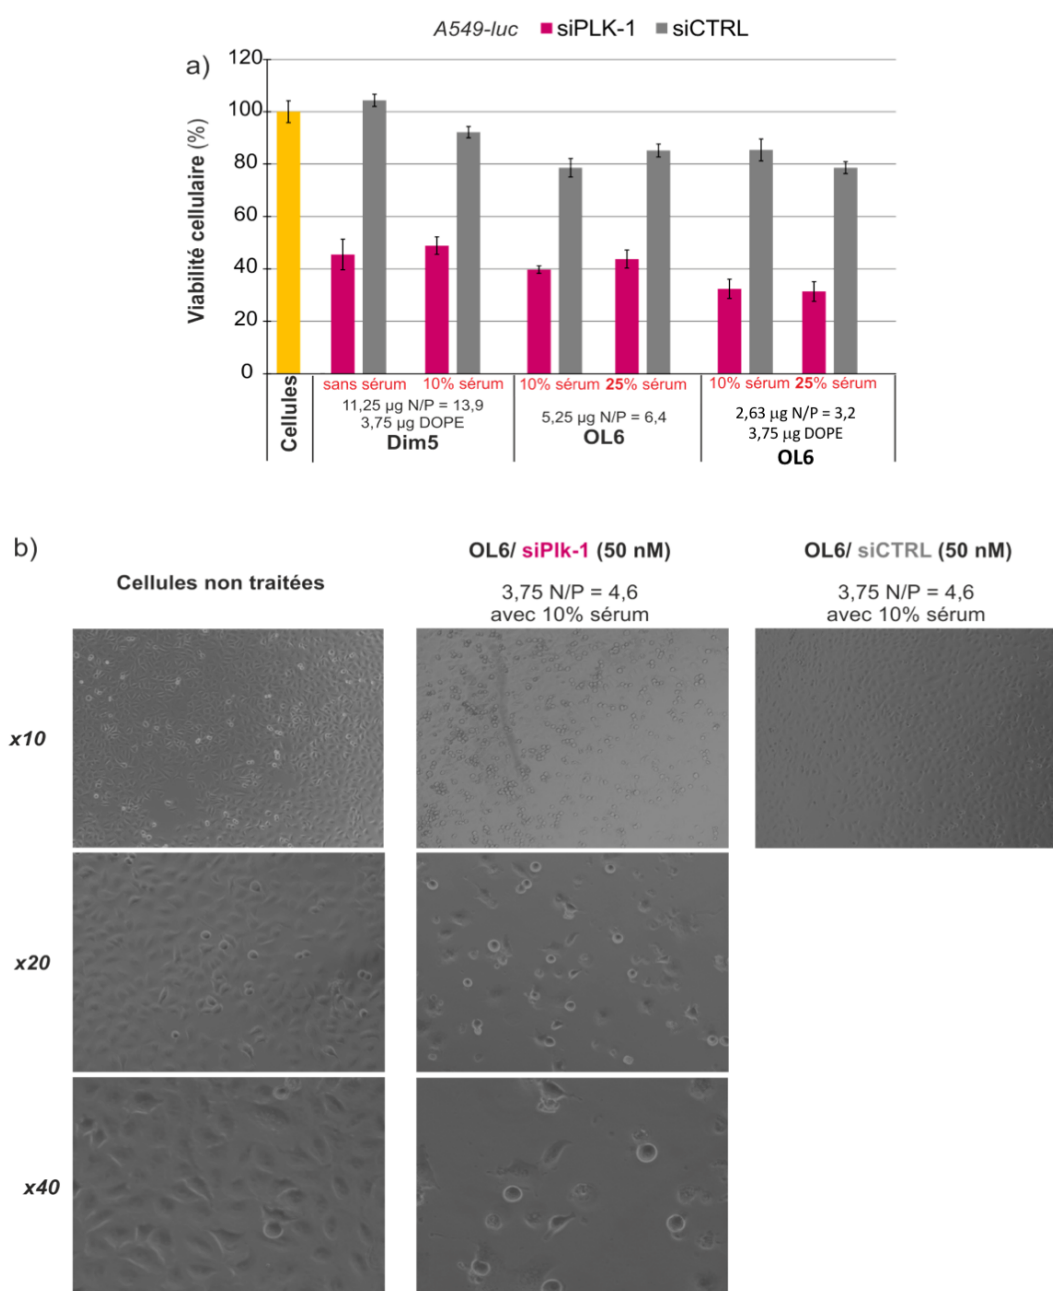 A549-luc siPLK-1 siCTRL
a)
Viabilité cellulaire (%)
120
100
80
60
40
20
0
Cellules
sans sérum 10% sérum 10% sérum 25% sérum 10% sérum 25% sérum
11,25 µg N/P = 13,9
3,75 µg DOPE
Dim5
5,25 µg N/P = 6,4
OL6
2,63 µg N/P = 3,2
3,75 µg DOPE
OL6
b)
Cellules non traitées
OL6/ siPlk-1 (50 nM)
3,75 N/P = 4,6
avec 10% sérum
OL6/ siCTRL (50 nM)
3,75 N/P = 4,6
avec 10% sérum
x10
x20
x40